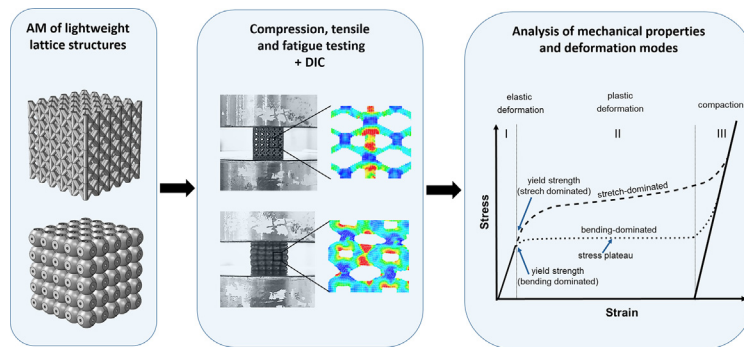 AM of lightweight
lattice structures
Compression, tensile
and fatigue testing
+ DIC
Analysis of mechanical properties
and deformation modes
elastic
deformation
plastic
deformation
compaction
I
II
III
yield strength
(strech dominated)
stretch-dominated
bending-dominated
stress plateau
yield strength
(bending dominated)
Stress
Strain